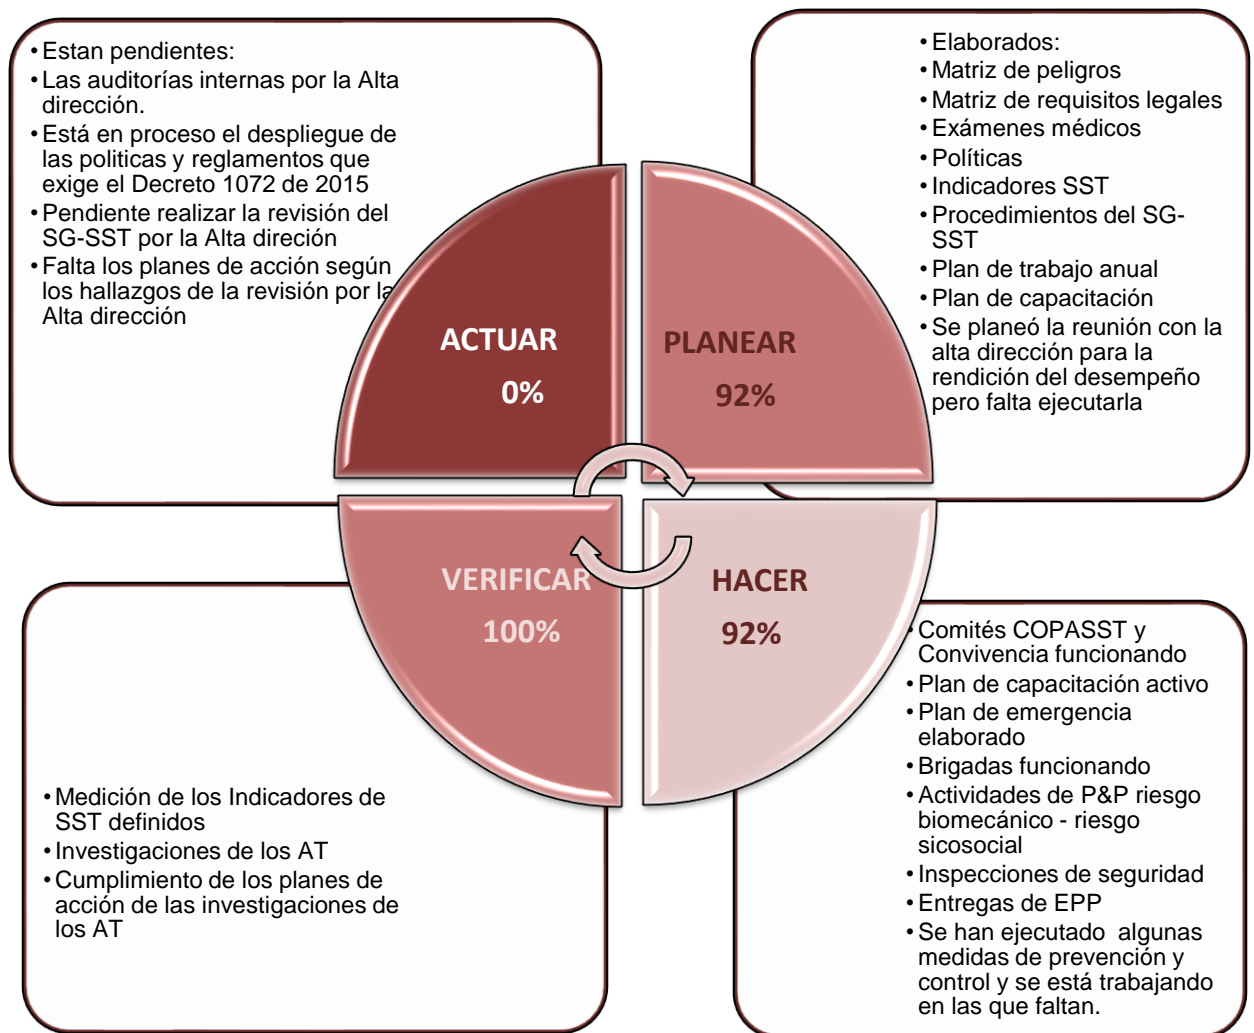 • Estan pendientes:
• Las auditorías internas por la Alta
dirección.
• Está en proceso el despliegue de
las politicas y reglamentos que
exige el Decreto 1072 de 2015
• Pendiente realizar la revisión del
SG-SST por la Alta direción
• Falta los planes de acción según
los hallazgos de la revisión por la
Alta dirección
• Elaborados:
• Matriz de peligros
• Matriz de requisitos legales
• Exámenes médicos
• Políticas
• Indicadores SST
• Procedimientos del SG-
SST
• Plan de trabajo anual
• Plan de capacitación
• Se planeó la reunión con la
alta dirección para la
rendición del desempeño
pero falta ejecutarla
ACTUAR
0%
PLANEAR
92%
VERIFICAR
100%
HACER
92%
• Medición de los Indicadores de
SST definidos
• Investigaciones de los AT
• Cumplimiento de los planes de
acción de las investigaciones de
los AT
• Comités COPASST y
Convivencia funcionando
• Plan de capacitación activo
• Plan de emergencia
elaborado
• Brigadas funcionando
• Actividades de P&P riesgo
biomecánico - riesgo
sicosocial
• Inspecciones de seguridad
• Entregas de EPP
• Se han ejecutado algunas
medidas de prevención y
control y se está trabajando
en las que faltan.